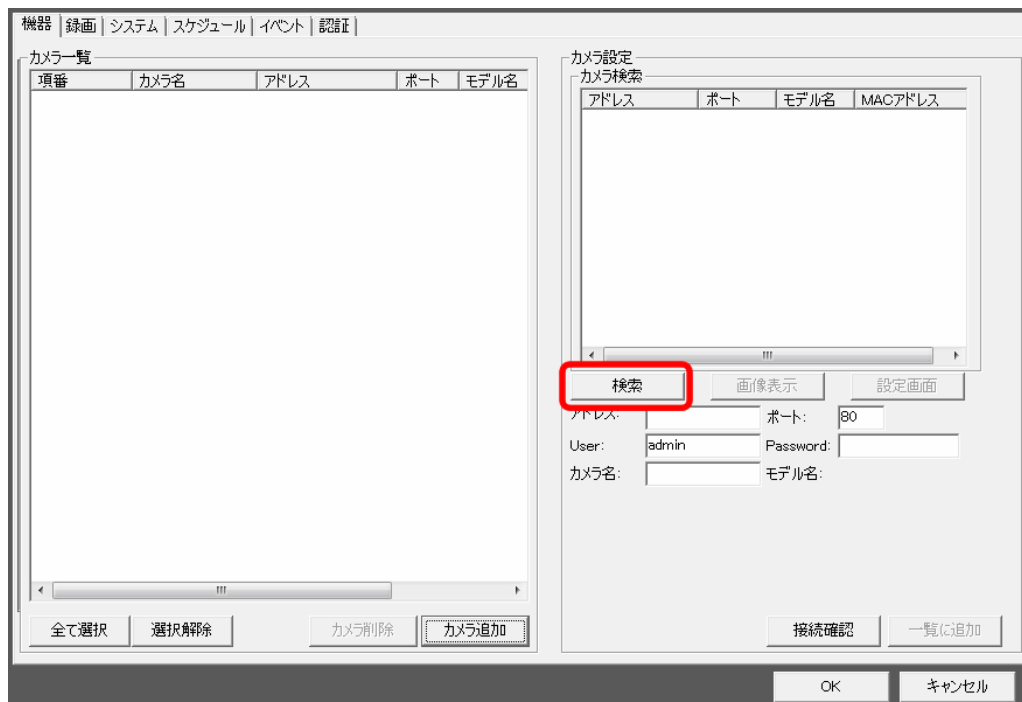 機器 録画 システム スケジュール イベント 認証
カメラ一覧
項番 カメラ名 アドレス ポート モデル名
全て選択 選択解除 カメラ削除 カメラ追加
カメラ設定
カメラ検索
アドレス ポート モデル名 MACアドレス
検索 画像表示 設定画面
アドレス: ポート: 80
User: admin Password:
カメラ名: モデル名:
接続確認 一覧に追加
OK キャンセル